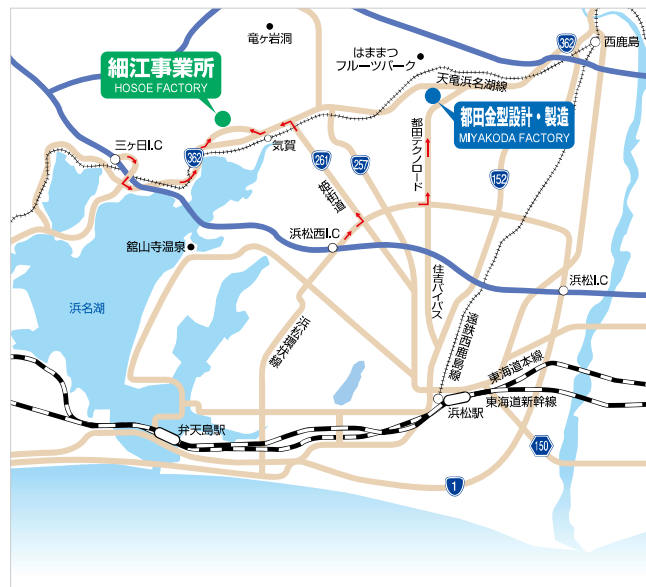 竜ヶ岩洞
はままつ
フルーツパーク
362
西鹿島
細江事業所
HOSOE FACTORY
天竜浜名湖線
都田金型設計・製造
MIYAKODA FACTORY
三ヶ日I.C
362
気賀
261
257
都田テクノロード
152
姫街道
舘山寺温泉
浜松西I.C
浜松I.C
住吉バイパス
浜名湖
浜松環状線
遠鉄西鹿島線
東海道本線
東海道新幹線
浜松駅
弁天島駅
150
1